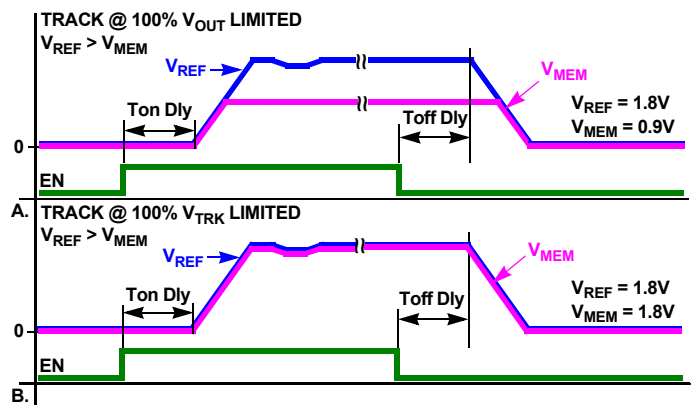 TRACK @ 100% VOUT LIMITED
VREF > VMEM
VREF
VMEM
VREF = 1.8V
VMEM = 0.9V
Ton Dly
Toff Dly
0
EN
A.
TRACK @ 100% VTRK LIMITED
VREF > VMEM
VREF
VMEM
VREF = 1.8V
VMEM = 1.8V
Ton Dly
Toff Dly
0
EN
B.